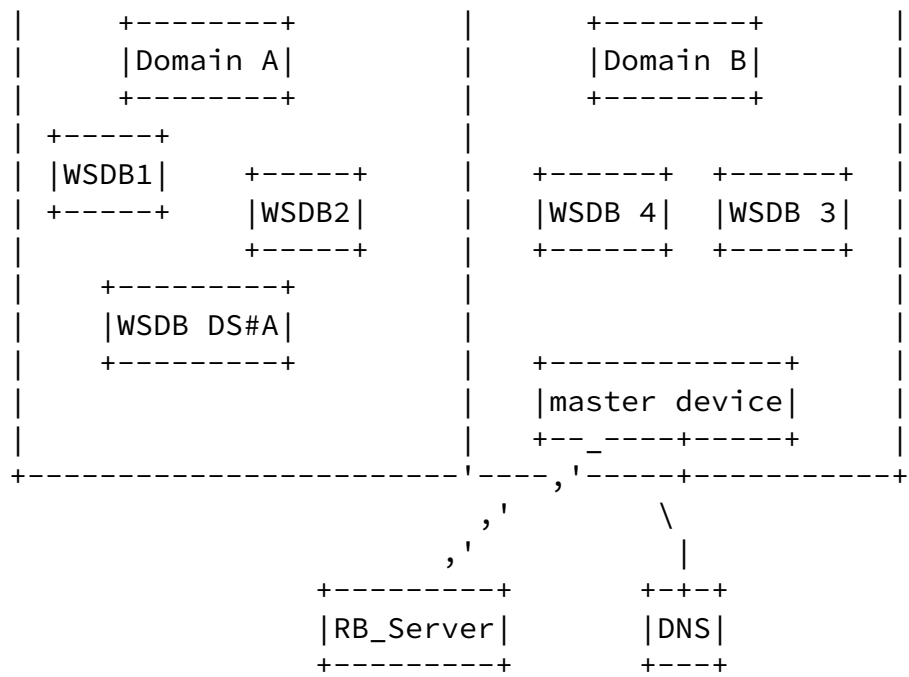 Domain A Domain B
WSDB1
WSDB2 WSDB 4 WSDB 3
WSDB DS#A
master device
RB_Server DNS